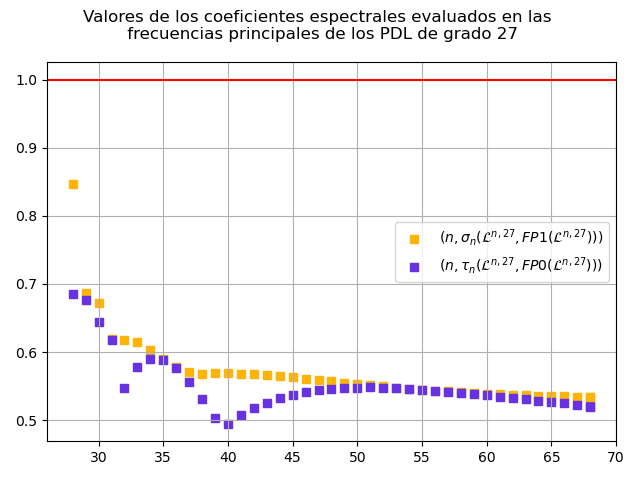 Valores de los coeficientes espectrales evaluados en las
frecuencias principales de los PDL de grado 27
1.0
0.9
0.8
0.7
0.6
0.5
(n, σₙ(ℒⁿ,²⁷, FP1(ℒⁿ,²⁷)))
(n, τₙ(ℒⁿ,²⁷, FP0(ℒⁿ,²⁷)))
30 35 40 45 50 55 60 65 70